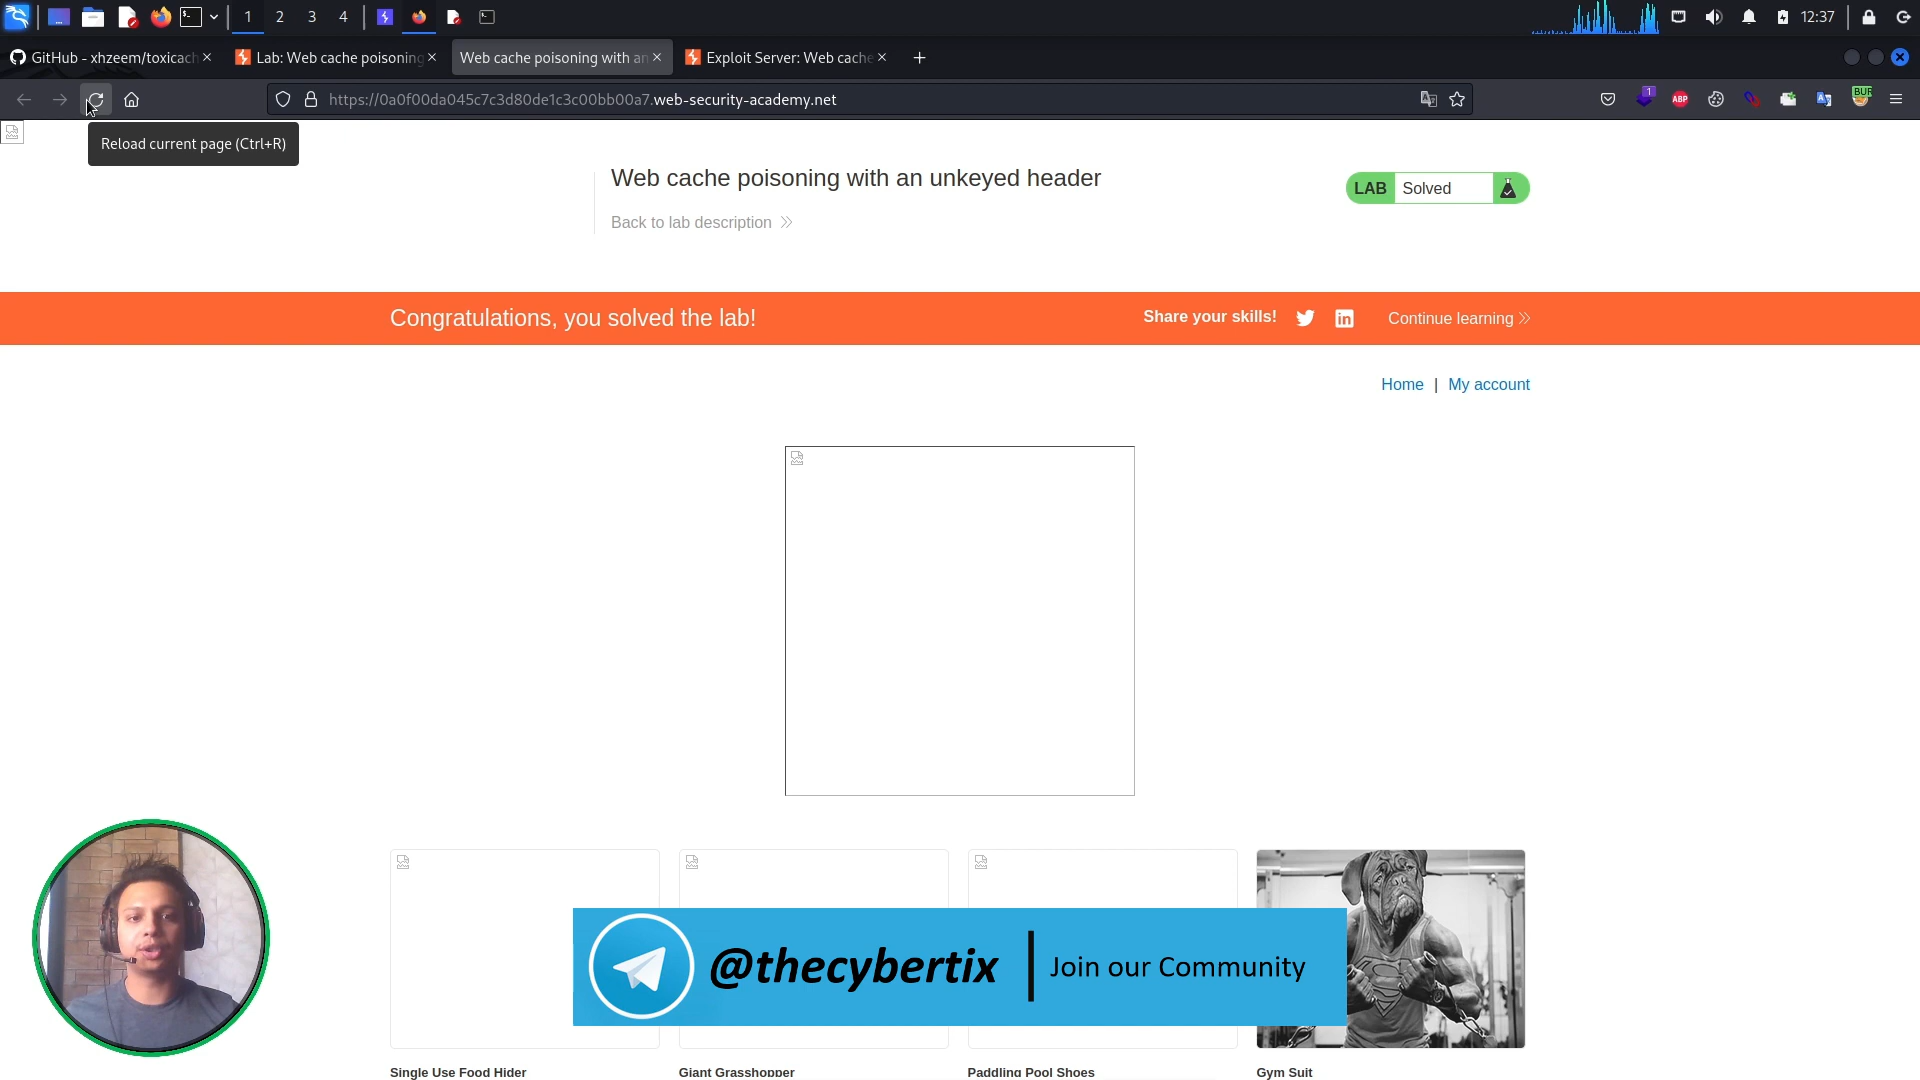 1 2 3 4
12:37
GitHub - xhzeem/toxicach
Lab: Web cache poisoning
Web cache poisoning with an
Exploit Server: Web cache
https://0a0f00da045c7c3d80de1c3c00bb00a7.web-security-academy.net
1
ABP
BUR
Reload current page (Ctrl+R)
Web cache poisoning with an unkeyed header
LAB Solved
Back to lab description
Congratulations, you solved the lab!
Share your skills!
Continue learning
Home | My account
@thecybertix | Join our Community
Single Use Food Hider
Giant Grasshopper
Paddling Pool Shoes
Gym Suit